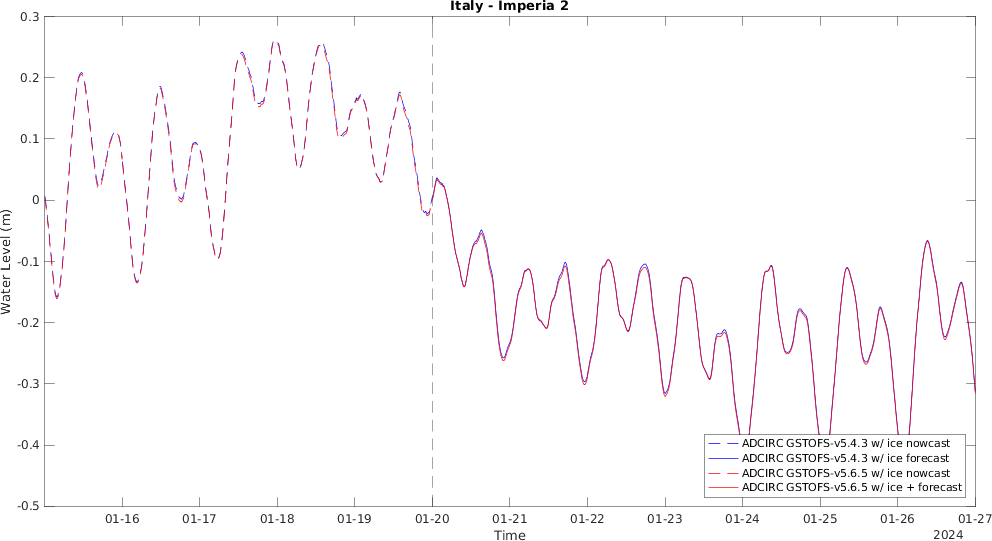 Italy - Imperia 2
0.3
0.2
0.1
0
-0.1
-0.2
-0.3
-0.4
-0.5
Water Level (m)
ADCIRC GSTOFS-v5.4.3 w/ ice nowcast
ADCIRC GSTOFS-v5.4.3 w/ ice forecast
ADCIRC GSTOFS-v5.6.5 w/ ice nowcast
ADCIRC GSTOFS-v5.6.5 w/ ice + forecast
01-16 01-17 01-18 01-19 01-20 01-21 01-22 01-23 01-24 01-25 01-26 01-27
Time
2024